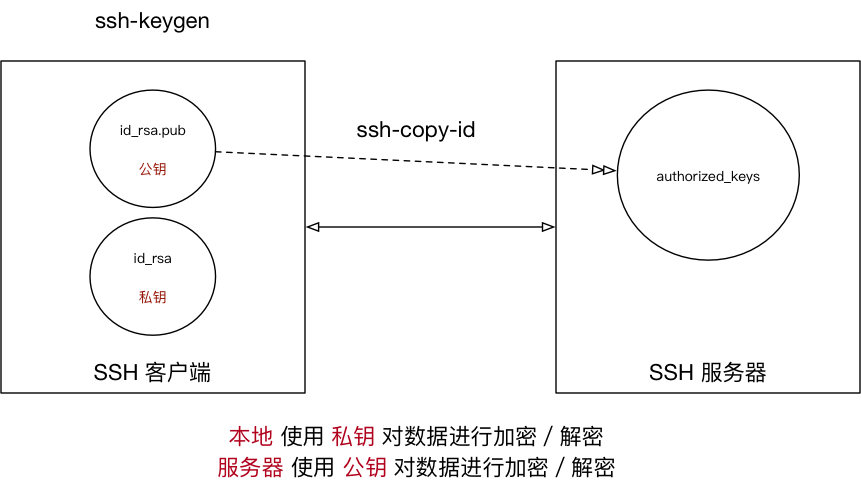 ssh-keygen
id_rsa.pub
公钥
ssh-copy-id
authorized_keys
id_rsa
私钥
SSH 客户端
SSH 服务器
本地 使用 私钥 对数据进行加密 / 解密
服务器 使用 公钥 对数据进行加密 / 解密